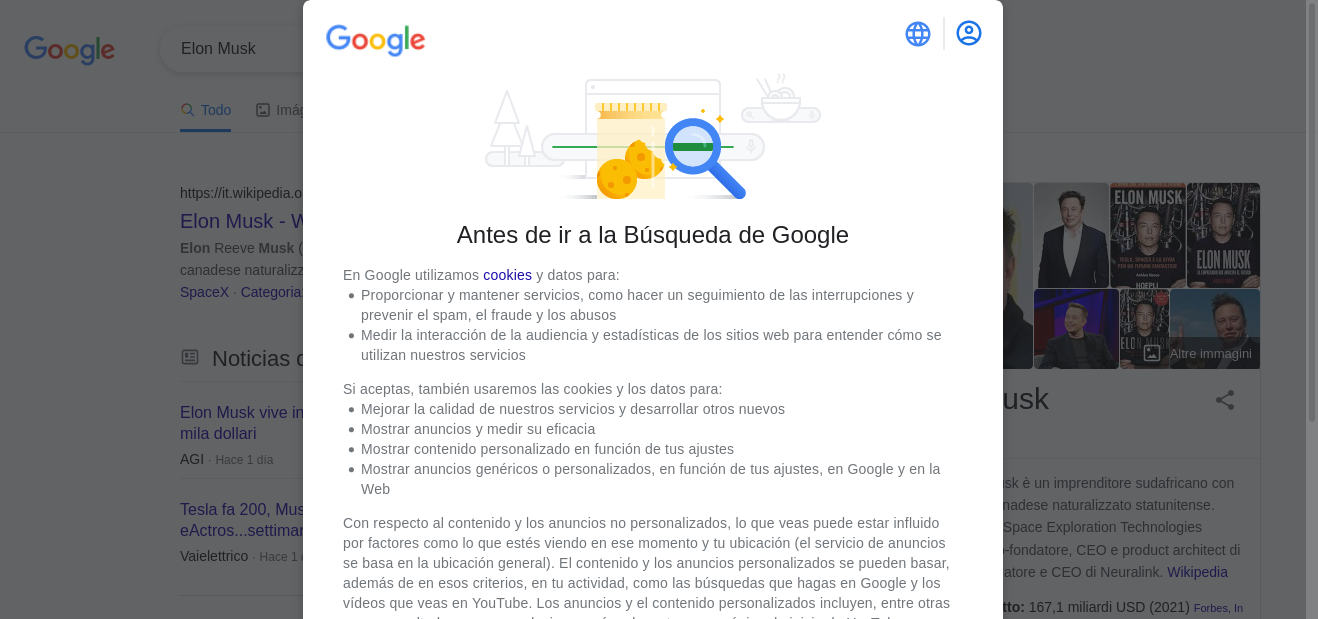 Google
Elon Musk
Todo
Imág
https://it.wikipedia.o
Elon Musk - W
Elon Reeve Musk (
canadese naturalizz
SpaceX · Categoria:
Noticias d
Elon Musk vive in
mila dollari
AGI · Hace 1 día
Tesla fa 200, Mus
eActros...settiman
Vaielettrico · Hace 1 d
Google
Antes de ir a la Búsqueda de Google
En Google utilizamos cookies y datos para:
Proporcionar y mantener servicios, como hacer un seguimiento de las interrupciones y
prevenir el spam, el fraude y los abusos
Medir la interacción de la audiencia y estadísticas de los sitios web para entender cómo se
utilizan nuestros servicios
Si aceptas, también usaremos las cookies y los datos para:
Mejorar la calidad de nuestros servicios y desarrollar otros nuevos
Mostrar anuncios y medir su eficacia
Mostrar contenido personalizado en función de tus ajustes
Mostrar anuncios genéricos o personalizados, en función de tus ajustes, en Google y en la
Web
Con respecto al contenido y los anuncios no personalizados, lo que veas puede estar influido
por factores como lo que estés viendo en ese momento y tu ubicación (el servicio de anuncios
se basa en la ubicación general). El contenido y los anuncios personalizados se pueden basar,
además de en esos criterios, en tu actividad, como las búsquedas que hagas en Google y los
vídeos que veas en YouTube. Los anuncios y el contenido personalizados incluyen, entre otras
ELON MUSK
TESLA, SPAZIO E LA SFIDA
PER UN FUTURO FANTASTICO
HOEPLI
ELON MUSK
Altre immagini
usk
usk è un imprenditore sudafricano con
nadese naturalizzato statunitense.
Space Exploration Technologies
o-fondatore, CEO e product architect di
atore e CEO di Neuralink. Wikipedia
tto: 167,1 miliardi USD (2021) Forbes, In